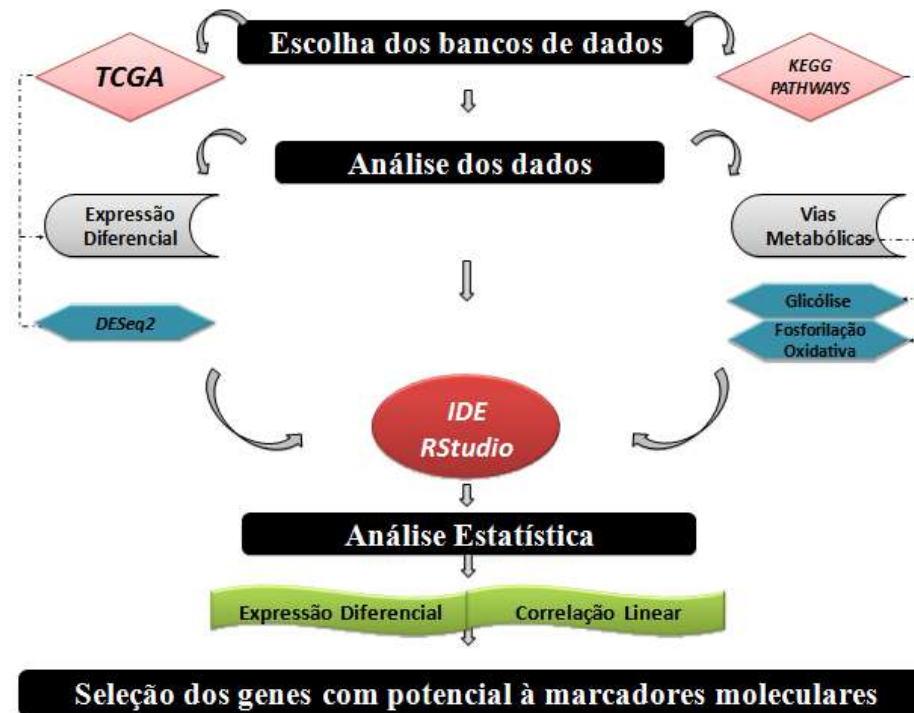 Escolha dos bancos de dados
TCGA
KEGG
PATHWAYS
Análise dos dados
Expressão
Diferencial
Vias
Metabólicas
DESeq2
Glicólise
Fosforilação
Oxidativa
IDE
RStudio
Análise Estatística
Expressão Diferencial
Correlação Linear
Seleção dos genes com potencial à marcadores moleculares